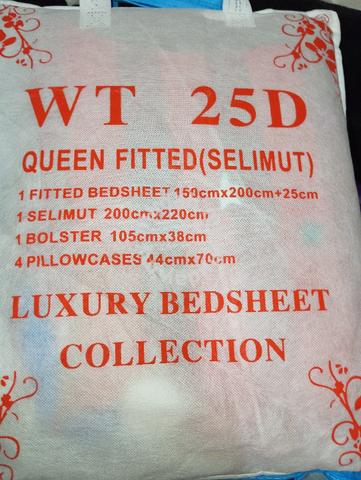 WT 25D
QUEEN FITTED(SELIMUT)
1 FITTED BEDSHEET 150cmx200cm+25cm
1 SELIMUT 200cmx220cm
1 BOLSTER 105cmx38cm
4 PILLOWCASES 44cmx70cm
LUXURY BEDSHEET
COLLECTION